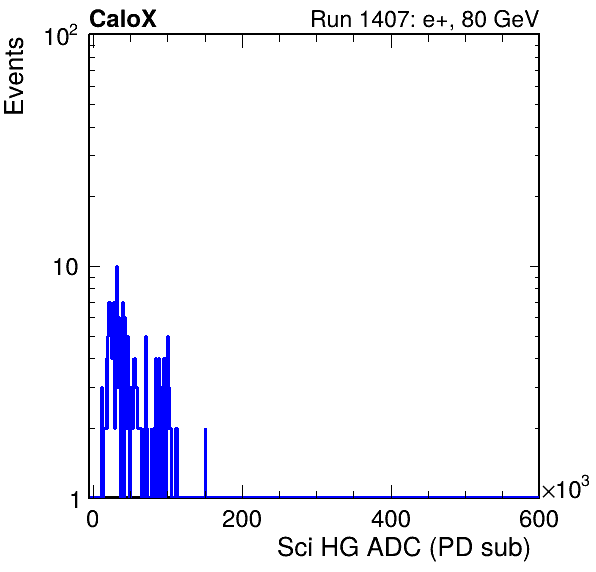 CaloX Run 1407: e+, 80 GeV
Events
10²
10
1
0 200 400 600
×10³
Sci HG ADC (PD sub)